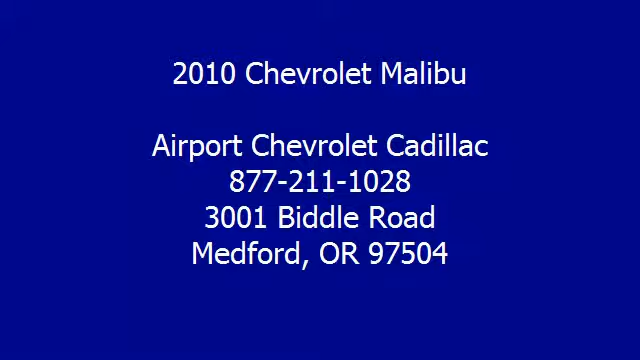 2010 Chevrolet Malibu
Airport Chevrolet Cadillac
877-211-1028
3001 Biddle Road
Medford, OR 97504